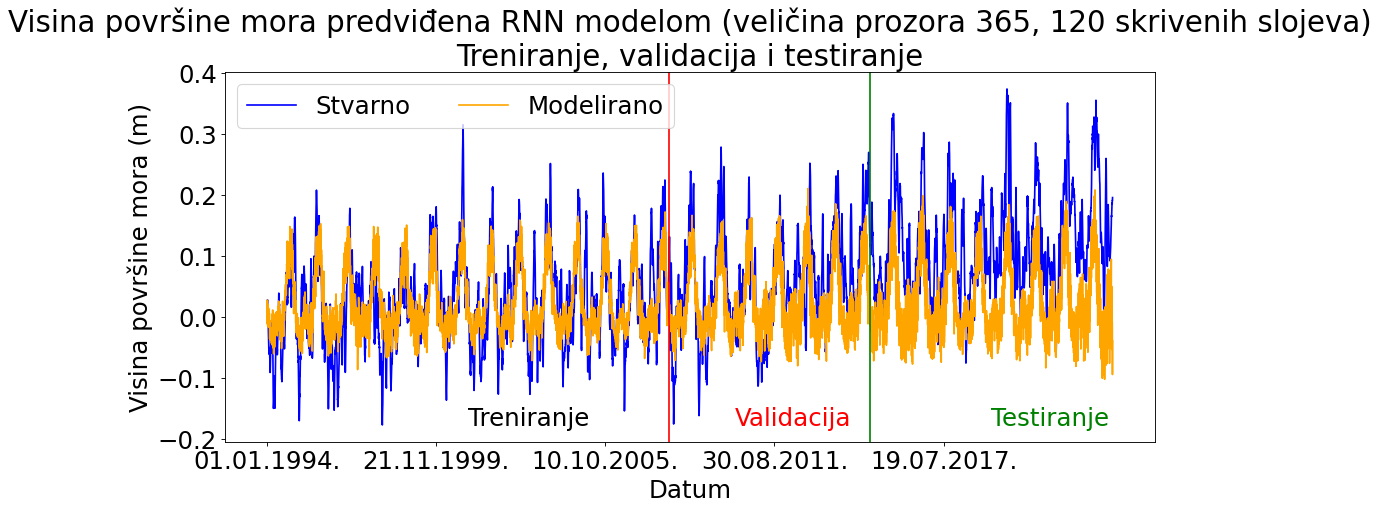 Visina površine mora predviđena RNN modelom (veličina prozora 365, 120 skrivenih slojeva)
Treniranje, validacija i testiranje
Stvarno
Modelirano
Visina površine mora (m)
0.4
0.3
0.2
0.1
0.0
−0.1
−0.2
Treniranje
Validacija
Testiranje
01.01.1994.
21.11.1999.
10.10.2005.
30.08.2011.
19.07.2017.
Datum